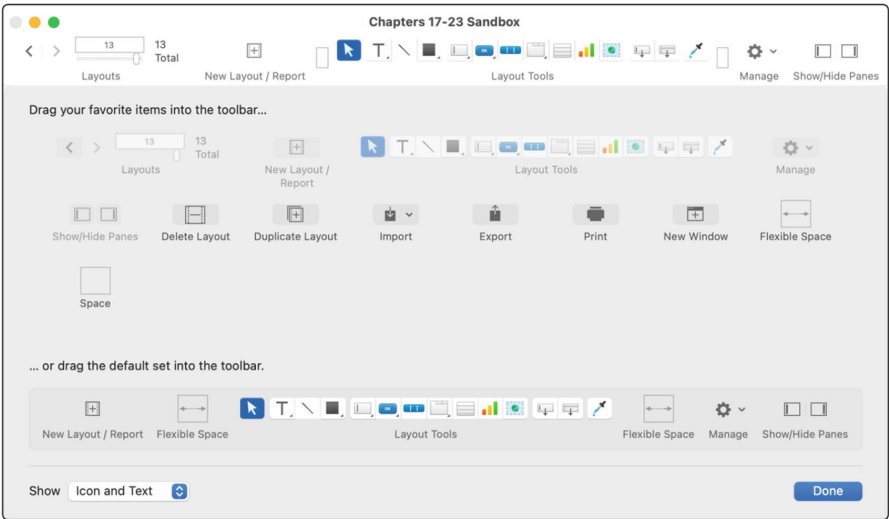 Chapters 17-23 Sandbox
13
13
Total
Layouts
New Layout / Report
Layout Tools
Manage
Show/Hide Panes
Drag your favorite items into the toolbar...
13
13
Total
Layouts
New Layout /
Report
Layout Tools
Manage
Show/Hide Panes
Delete Layout
Duplicate Layout
Import
Export
Print
New Window
Flexible Space
Space
... or drag the default set into the toolbar.
New Layout / Report
Flexible Space
Layout Tools
Flexible Space
Manage
Show/Hide Panes
Show
Icon and Text
Done